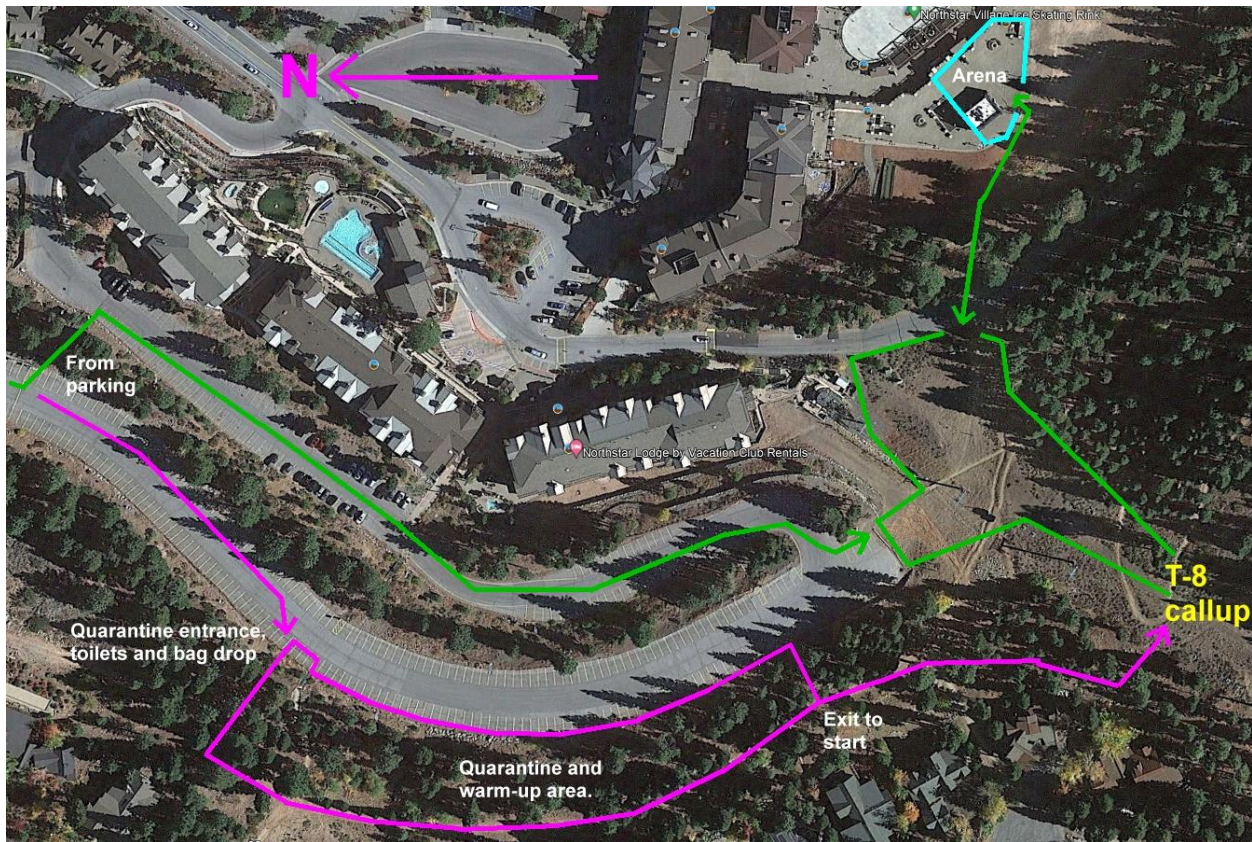 Northstar Village Ice Skating Rink
N
Arena
From
parking
Northstar Lodge by Vacation Club Rentals
T-8
callup
Quarantine entrance,
toilets and bag drop
Exit to
start
Quarantine and
warm-up area.